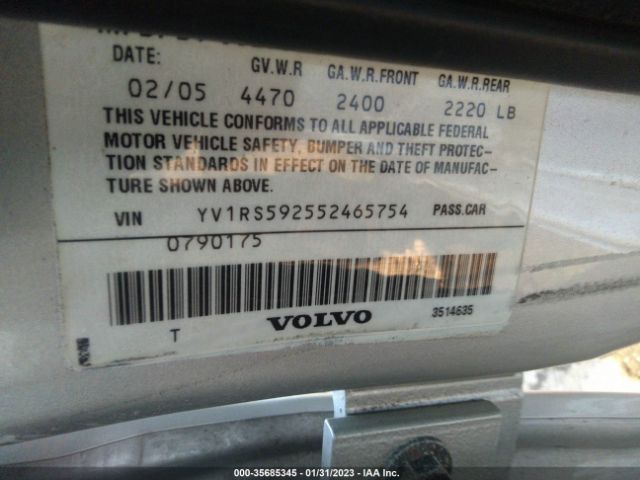 DATE: GV.W.R GA.W.R.FRONT GA.W.R.REAR
02/05 4470 2400 2220 LB
THIS VEHICLE CONFORMS TO ALL APPLICABLE FEDERAL
MOTOR VEHICLE SAFETY, BUMPER AND THEFT PROTEC-
TION STANDARDS IN EFFECT ON THE DATE OF MANUFAC-
TURE SHOWN ABOVE.
VIN YV1RS592552465754 PASS.CAR
0790175
T VOLVO 3514635
000-35685345 - 01/31/2023 - IAA Inc.